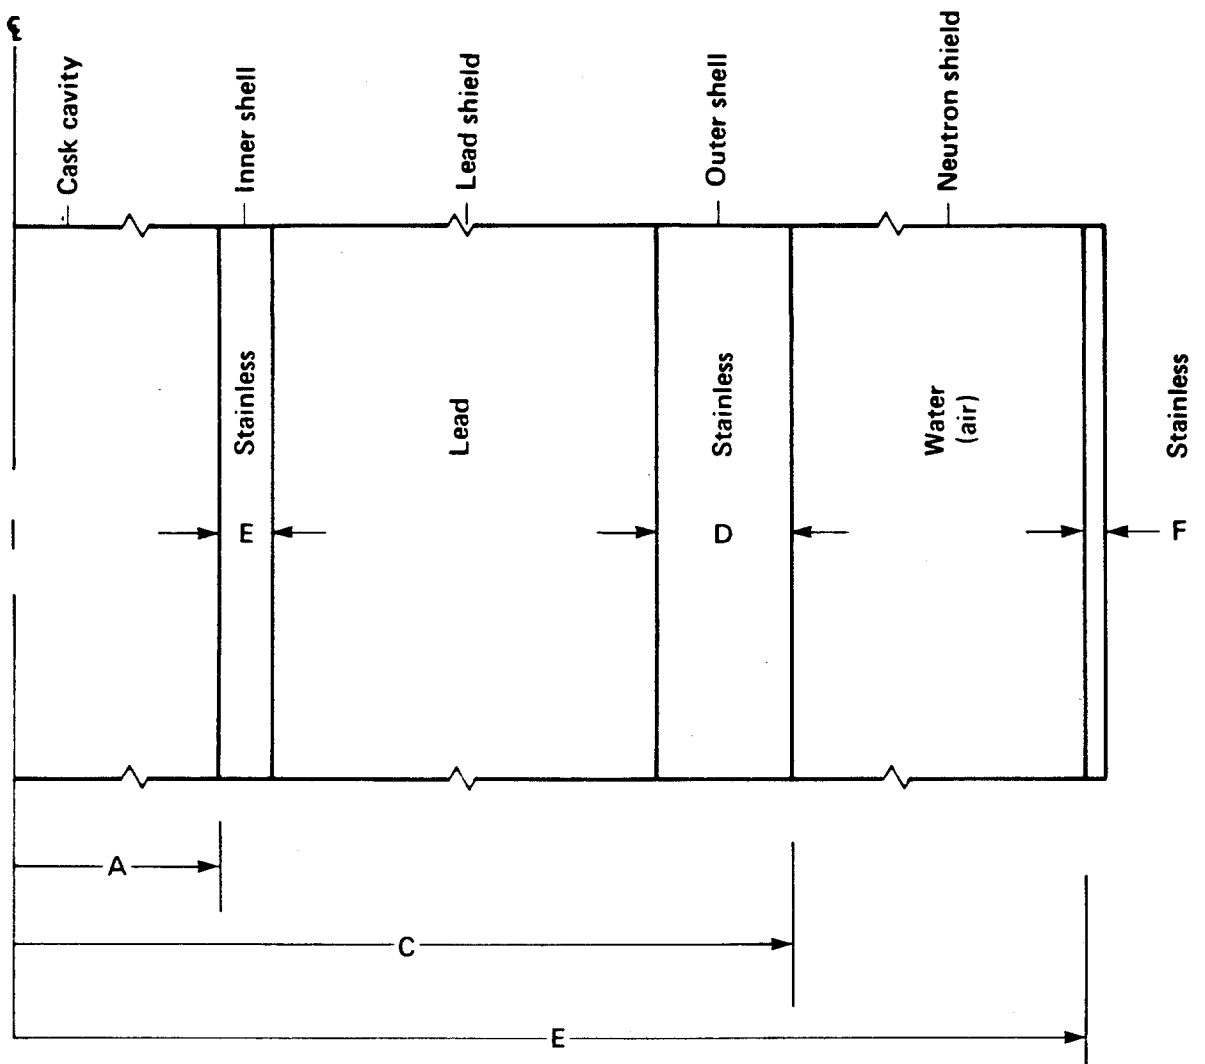 ℄
Cask cavity
Inner shell
Lead shield
Outer shell
Neutron shield
Stainless
Lead
Stainless
Water
(air)
Stainless
E
D
F
A
C
E